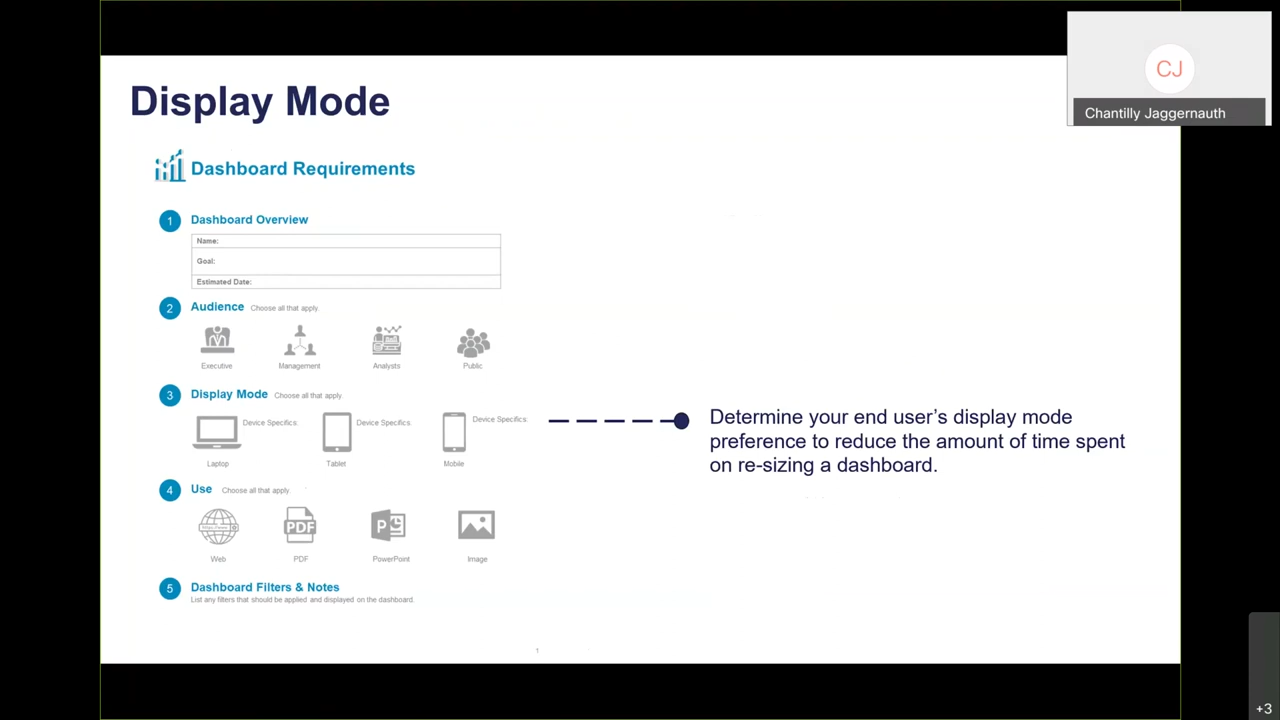 Display Mode
CJ
Chantilly Jaggernauth
Dashboard Requirements
1 Dashboard Overview
Name:
Goal:
Estimated Date:
2 Audience Choose all that apply.
Executive Management Analysts Public
3 Display Mode Choose all that apply.
Device Specifics: Device Specifics: Device Specifics:
Laptop Tablet Mobile
Determine your end user's display mode
preference to reduce the amount of time spent
on re-sizing a dashboard.
4 Use Choose all that apply.
PDF P
Web PDF PowerPoint Image
5 Dashboard Filters & Notes
List any filters that should be applied and displayed on the dashboard.
1
+3